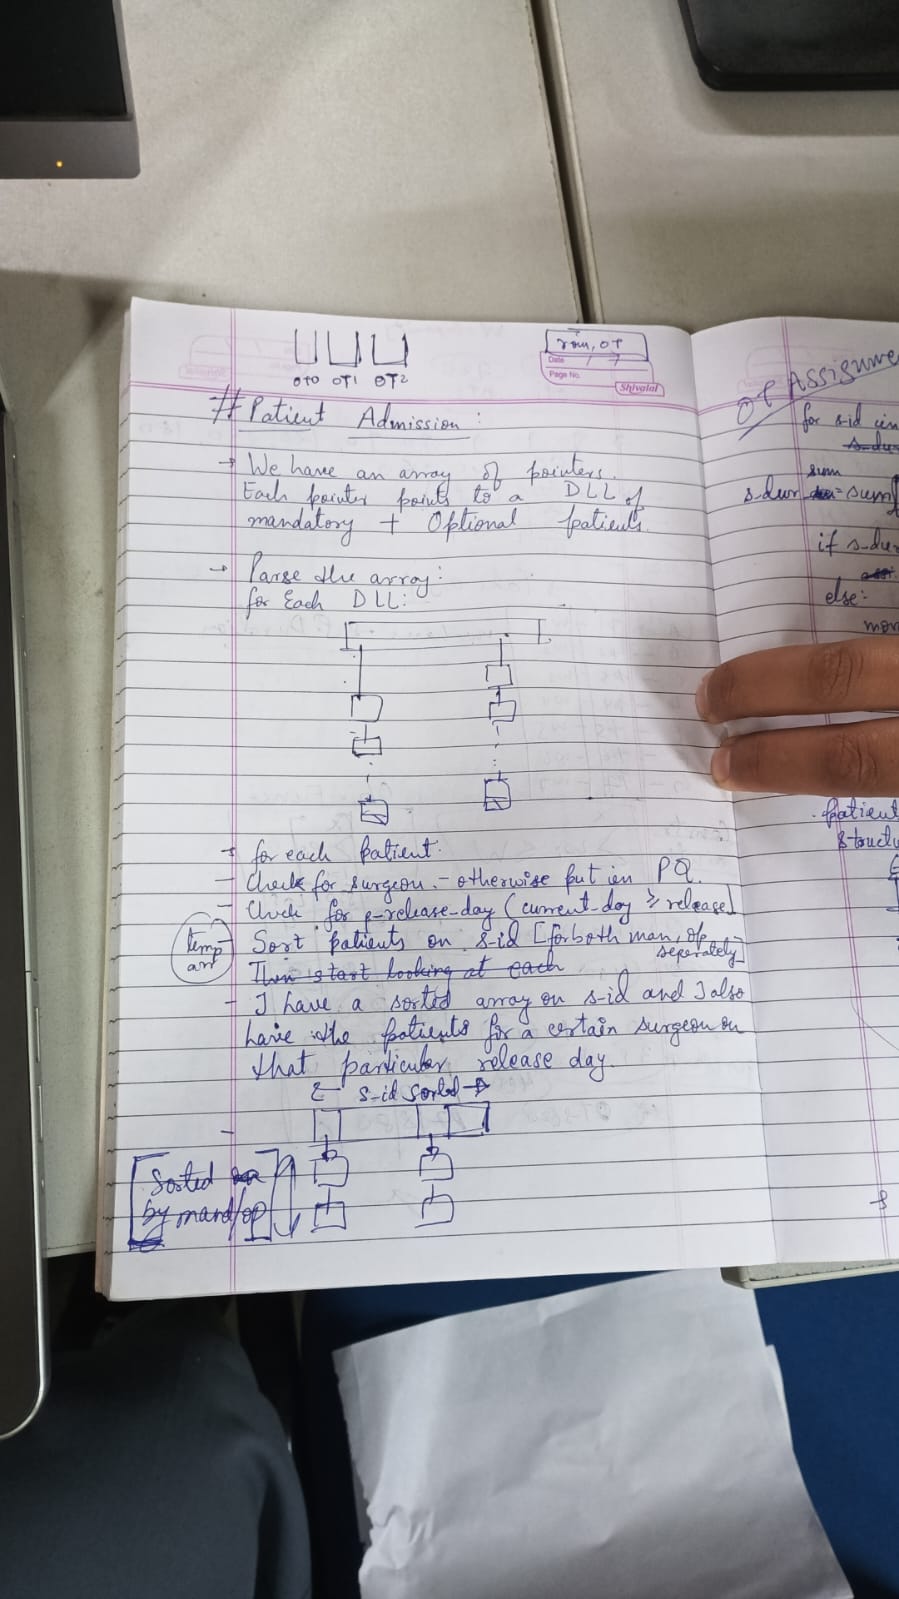 OT0 OT1 OT2
room, OT
Date / /
Page No.
Shivalal
# Patient Admission :
→ We have an array of pointers.
Each pointer points to a DLL of
mandatory + Optional patients.
→ Parse the array:
for Each DLL:
→ for each patient:
- Check for surgeon. - otherwise put in PQ.
- Check for p-release-day (current-day ≥ release)
temp arr
- Sort patients on s-id [for both man, op
seperately]
Then start looking at each
- I have a sorted array on s-id and I also
have the patients for a certain surgeon on
that particular release day.
← s-id sorted →
Sorted
by mand/op
OT Assignme
for s-id in
s-du
sum
s-dur = sum
if s-du
else:
mov
patient
structu